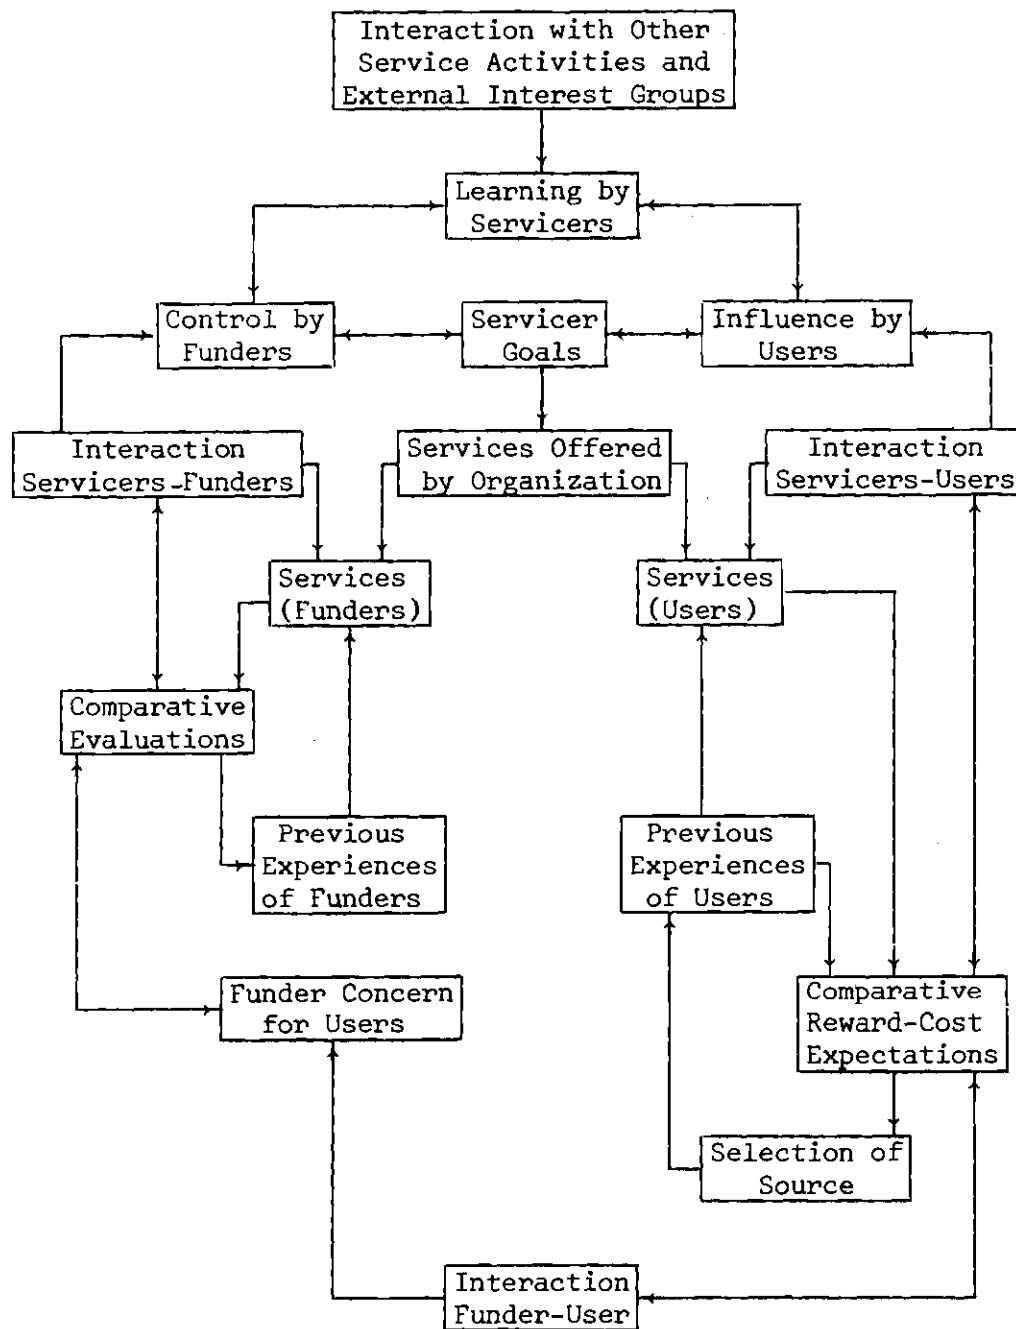 Interaction with Other
Service Activities and
External Interest Groups
Learning by
Servicers
Control by
Funders
Servicer
Goals
Influence by
Users
Interaction
Servicers-Funders
Services Offered
by Organization
Interaction
Servicers-Users
Services
(Funders)
Services
(Users)
Comparative
Evaluations
Previous
Experiences
of Funders
Previous
Experiences
of Users
Funder Concern
for Users
Comparative
Reward-Cost
Expectations
Selection of
Source
Interaction
Funder-User